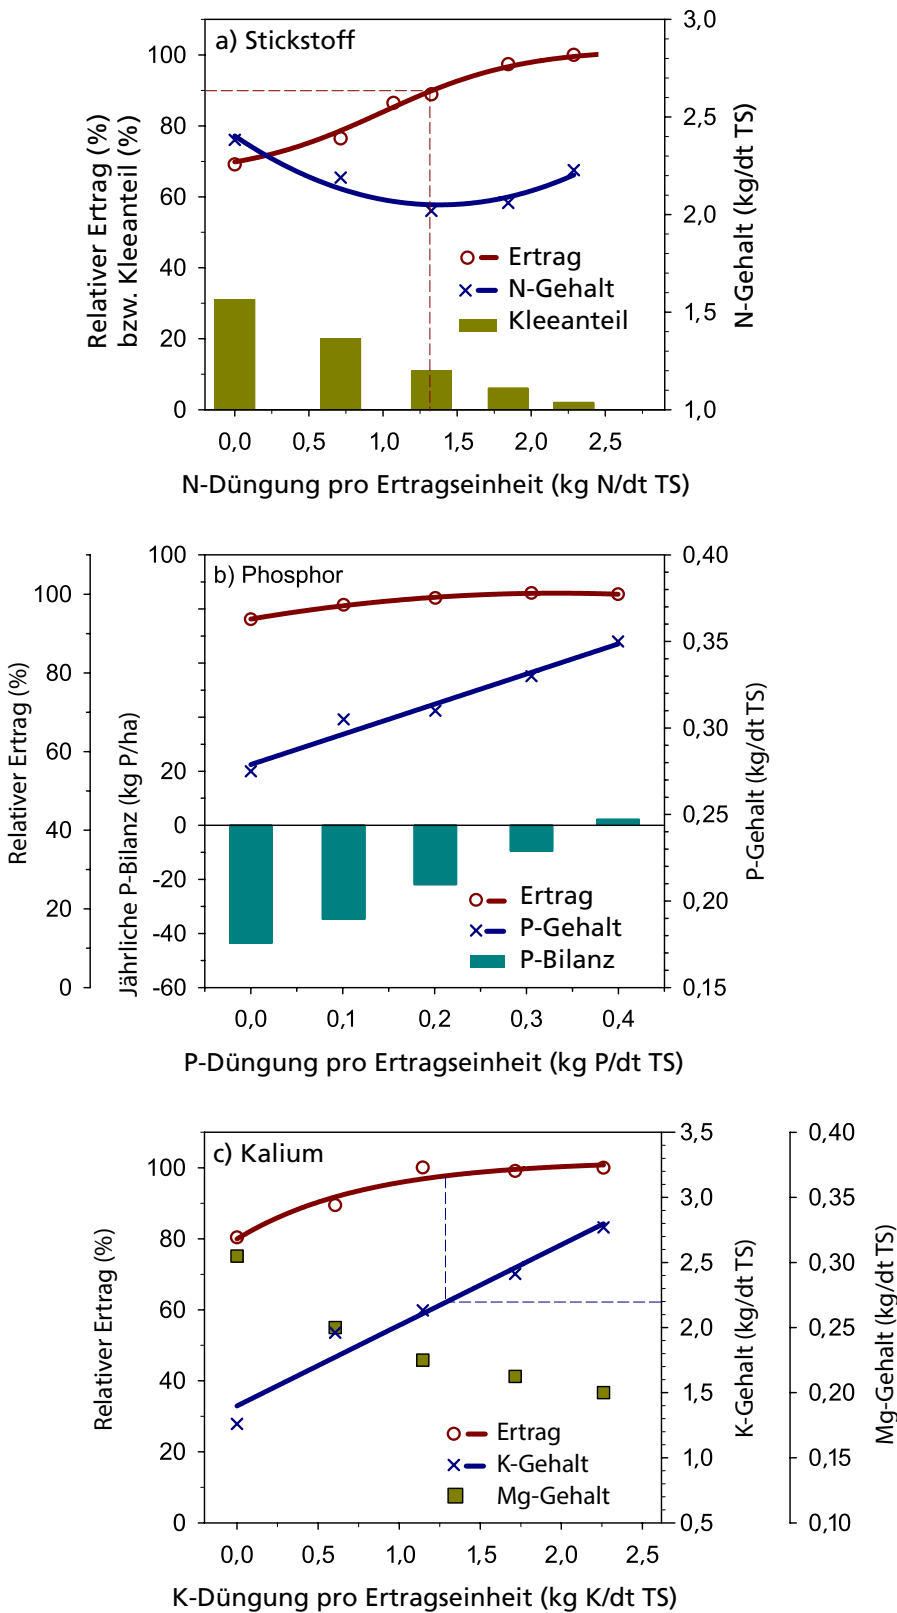 a) Stickstoff
Relativer Ertrag (%)
bzw. Kleeanteil (%)
100
80
60
40
20
0
3,0
2,5
2,0
1,5
1,0
N-Gehalt (kg/dt TS)
Ertrag
N-Gehalt
Kleeanteil
0,0 0,5 1,0 1,5 2,0 2,5
N-Düngung pro Ertragseinheit (kg N/dt TS)
b) Phosphor
Relativer Ertrag (%)
100
80
60
40
20
0
Jährliche P-Bilanz (kg P/ha)
100
20
0
-20
-40
-60
0,40
0,35
0,30
0,25
0,20
0,15
P-Gehalt (kg/dt TS)
Ertrag
P-Gehalt
P-Bilanz
0,0 0,1 0,2 0,3 0,4
P-Düngung pro Ertragseinheit (kg P/dt TS)
c) Kalium
Relativer Ertrag (%)
100
80
60
40
20
0
3,5
3,0
2,5
2,0
1,5
1,0
0,5
K-Gehalt (kg/dt TS)
0,40
0,35
0,30
0,25
0,20
0,15
0,10
Mg-Gehalt (kg/dt TS)
Ertrag
K-Gehalt
Mg-Gehalt
0,0 0,5 1,0 1,5 2,0 2,5
K-Düngung pro Ertragseinheit (kg K/dt TS)